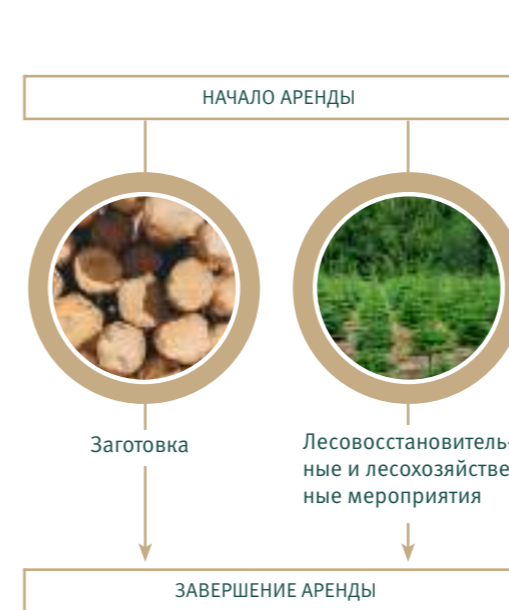 НАЧАЛО АРЕНДЫ
Заготовка
Лесовосстановитель-
ные и лесохозяйстве
ные мероприятия
ЗАВЕРШЕНИЕ АРЕНДЫ